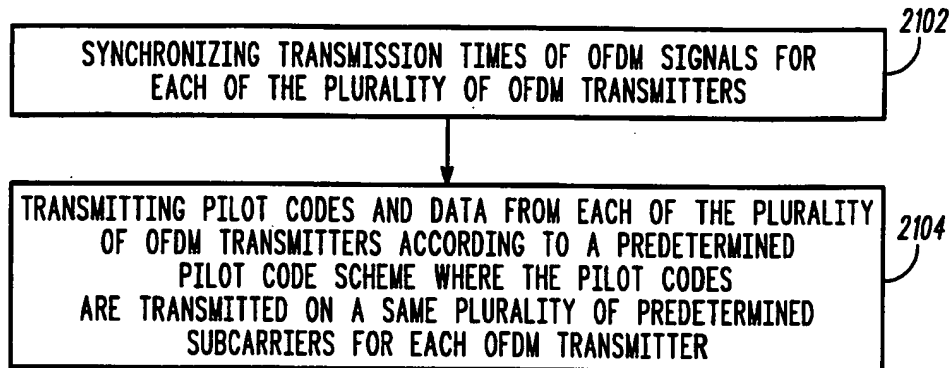 2102
SYNCHRONIZING TRANSMISSION TIMES OF OFDM SIGNALS FOR
EACH OF THE PLURALITY OF OFDM TRANSMITTERS
TRANSMITTING PILOT CODES AND DATA FROM EACH OF THE PLURALITY
OF OFDM TRANSMITTERS ACCORDING TO A PREDETERMINED
PILOT CODE SCHEME WHERE THE PILOT CODES
ARE TRANSMITTED ON A SAME PLURALITY OF PREDETERMINED
SUBCARRIERS FOR EACH OFDM TRANSMITTER
2104